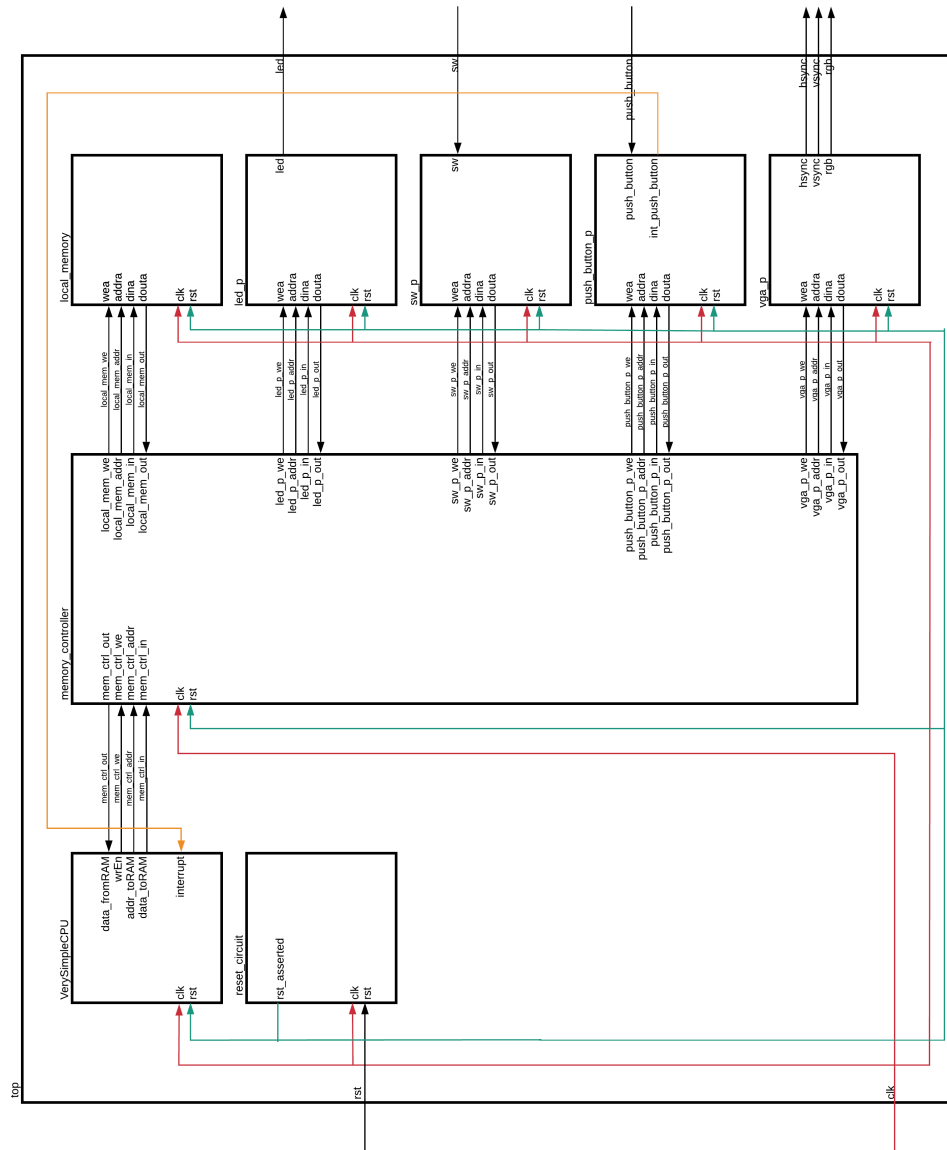 top
VerySimpleCPU
data_fromRAM
wrEn
addr_toRAM
data_toRAM
interrupt
clk
rst
mem_ctrl_out
mem_ctrl_we
mem_ctrl_addr
mem_ctrl_in
reset_circuit
rst_asserted
clk
rst
rst
clk
memory_controller
mem_ctrl_out
mem_ctrl_we
mem_ctrl_addr
mem_ctrl_in
clk
rst
local_mem_we
local_mem_addr
local_mem_in
local_mem_out
led_p_we
led_p_addr
led_p_in
led_p_out
sw_p_we
sw_p_addr
sw_p_in
sw_p_out
push_button_p_we
push_button_p_addr
push_button_p_in
push_button_p_out
vga_p_we
vga_p_addr
vga_p_in
vga_p_out
local_mem_we
local_mem_addr
local_mem_in
local_mem_out
local_memory
wea
addra
dina
douta
clk
rst
led_p_we
led_p_addr
led_p_in
led_p_out
led_p
wea
addra
dina
douta
clk
rst
led
led
sw_p_we
sw_p_addr
sw_p_in
sw_p_out
sw_p
wea
addra
dina
douta
clk
rst
sw
sw
push_button_p_we
push_button_p_addr
push_button_p_in
push_button_p_out
push_button_p
wea
addra
dina
douta
clk
rst
push_button
int_push_button
push_button
vga_p_we
vga_p_addr
vga_p_in
vga_p_out
vga_p
wea
addra
dina
douta
clk
rst
hsync
vsync
rgb
hsync
vsync
rgb